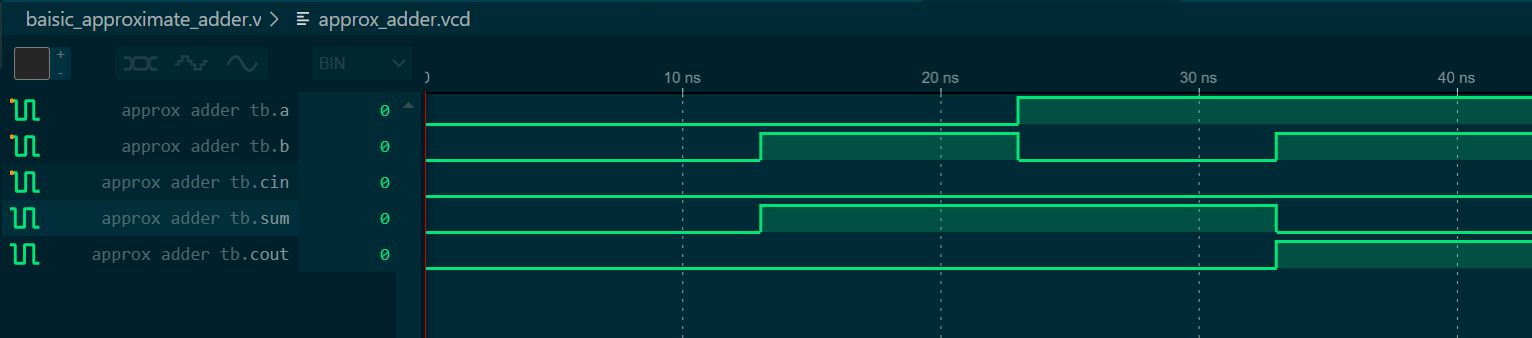 baisic_approximate_adder.v > approx_adder.vcd
+
-
BIN
0 10 ns 20 ns 30 ns 40 ns
approx adder tb.a 0
approx adder tb.b 0
approx adder tb.cin 0
approx adder tb.sum 0
approx adder tb.cout 0